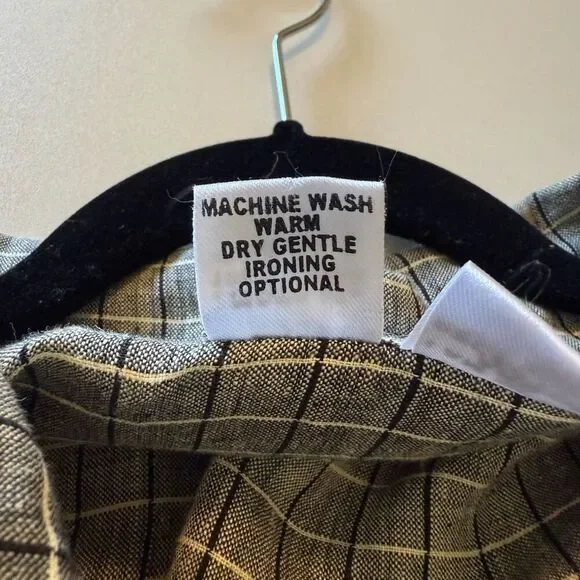 MACHINE WASH
WARM
DRY GENTLE
IRONING
OPTIONAL